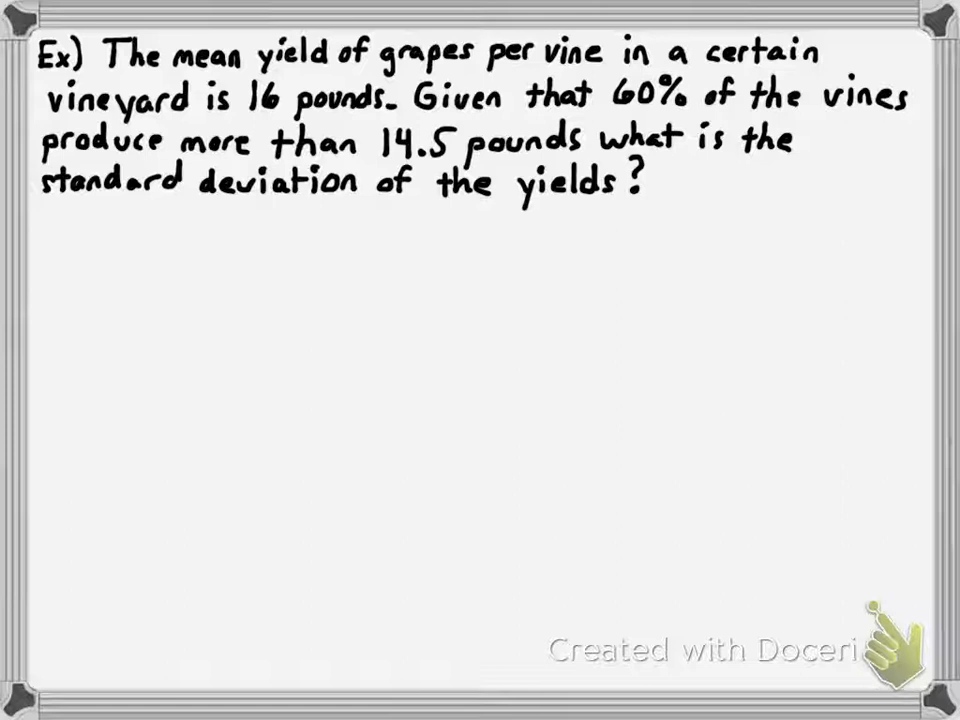 Ex) The mean yield of grapes per vine in a certain
vineyard is 16 pounds. Given that 60% of the vines
produce more than 14.5 pounds what is the
standard deviation of the yields?
Created with Doceri